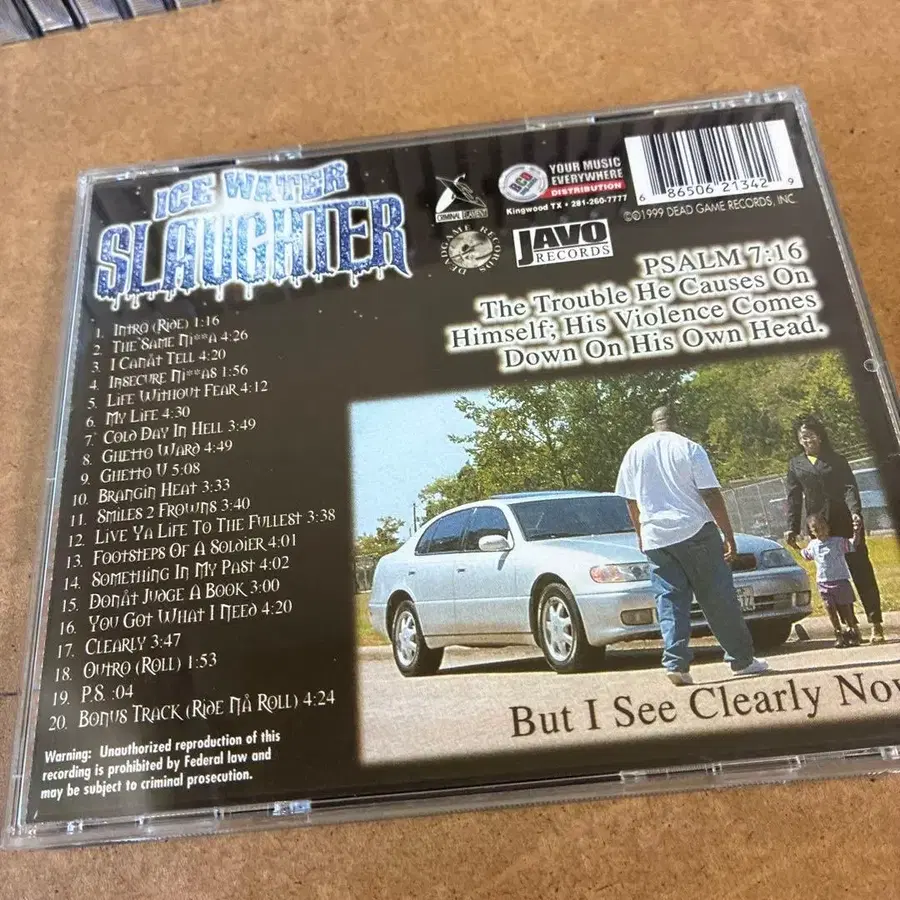 ICE WATER
SLAUGHTER
CRIMINAL
DEADGAME RECORDS
BCD
YOUR MUSIC
EVERYWHERE
DISTRIBUTION
Kingwood TX • 281-260-7777
JAVO
RECORDS
6 86506 21342 9
©℗1999 DEAD GAME RECORDS, INC.
PSALM 7:16
The Trouble He Causes On
Himself; His Violence Comes
Down On His Own Head.
1. Intro (Ride) 1:16
2. The Same Ni**a 4:26
3. I Canåt Tell 4:20
4. Insecure Ni**as 1:56
5. Life Without Fear 4:12
6. My Life 4:30
7. Cold Day In Hell 3:49
8. Ghetto Ward 4:49
9. Ghetto U 5:08
10. Brangin Heat 3:33
11. Smiles 2 Frowns 3:40
12. Live Ya Life To The Fullest 3:38
13. Footsteps Of A Soldier 4:01
14. Something In My Past 4:02
15. Donåt Judge A Book 3:00
16. You Got What I Need 4:20
17. Clearly 3:47
18. Outro (Roll) 1:53
19. P.S. :04
20. Bonus Track (Ride Nå Roll) 4:24
Warning: Unauthorized reproduction of this
recording is prohibited by Federal law and
may be subject to criminal prosecution.
But I See Clearly Now